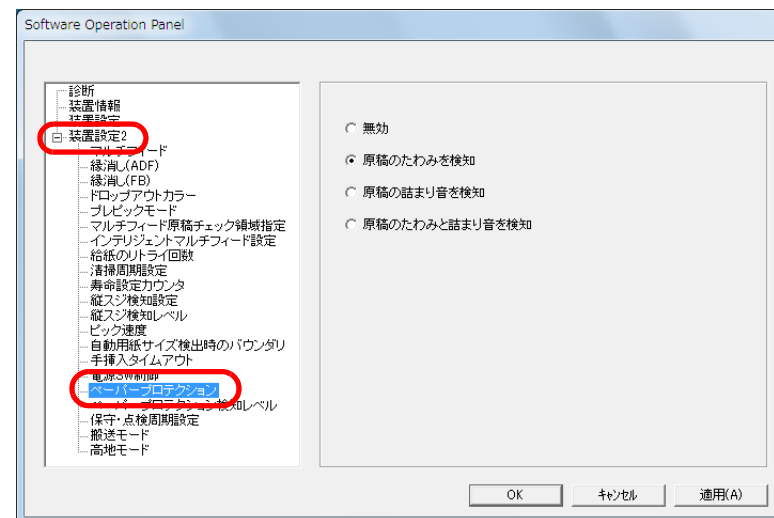 Software Operation Panel
診断
装置情報
装置設定
装置設定2
マルチフィード
縁消し(ADF)
縁消し(FB)
ドロップアウトカラー
プレピックモード
マルチフィード原稿チェック領域指定
インテリジェントマルチフィード設定
給紙のリトライ回数
清掃周期設定
寿命設定カウンタ
縦スジ検知設定
縦スジ検知レベル
ピック速度
自動用紙サイズ検出時のバウンダリ
手挿入タイムアウト
電源SW制御
ペーパープロテクション
ペーパープロテクション検知レベル
保守・点検周期設定
搬送モード
高地モード
無効
原稿のたわみを検知
原稿の詰まり音を検知
原稿のたわみと詰まり音を検知
OK
キャンセル
適用(A)